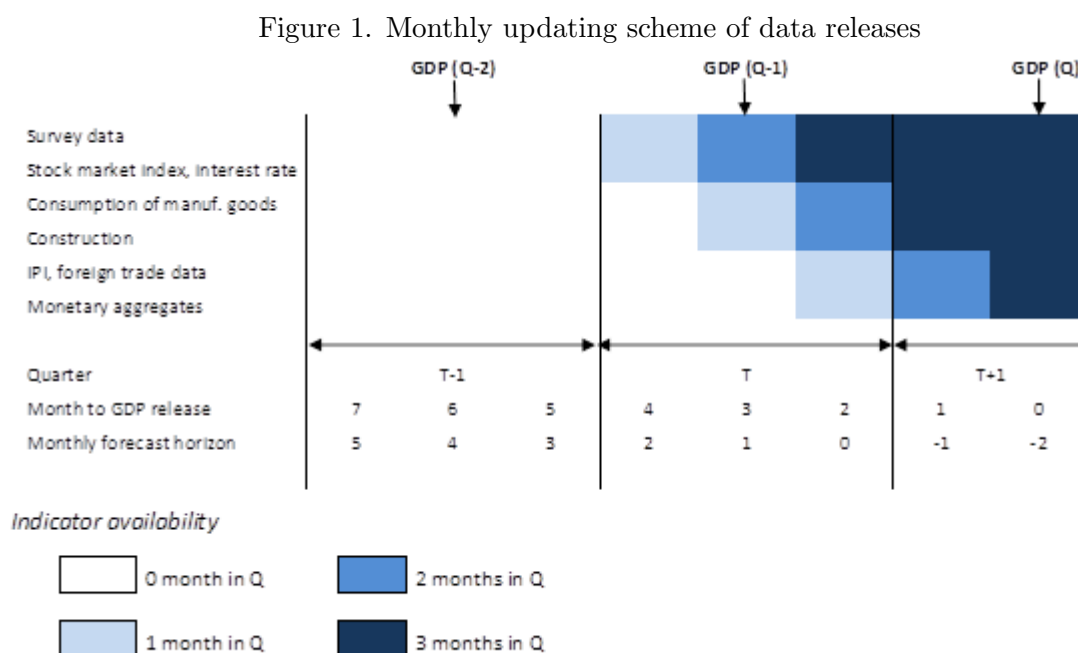 Figure 1. Monthly updating scheme of data releases
GDP (Q-2) GDP (Q-1) GDP (Q)
Survey data
Stock market index, interest rate
Consumption of manuf. goods
Construction
IPI, foreign trade data
Monetary aggregates
Quarter T-1 T T+1
Month to GDP release 7 6 5 4 3 2 1 0
Monthly forecast horizon 5 4 3 2 1 0 -1 -2
Indicator availability
0 month in Q 2 months in Q
1 month in Q 3 months in Q